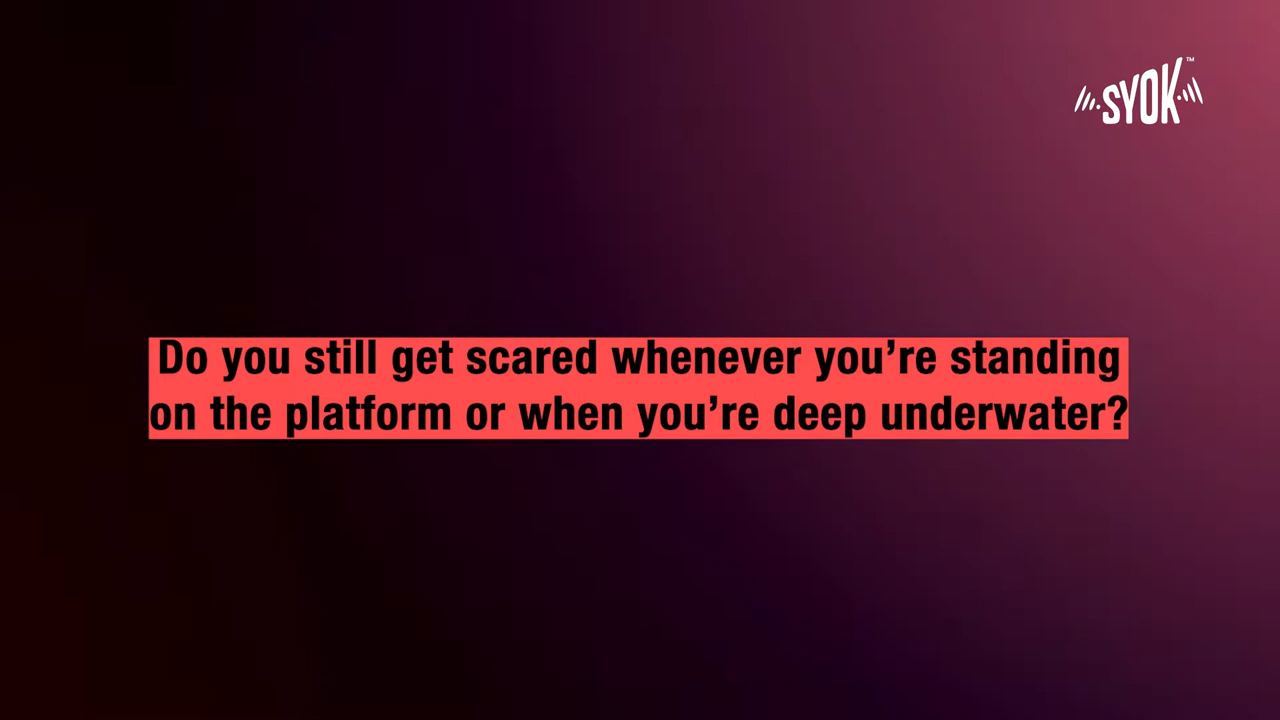 SYOK™
Do you still get scared whenever you’re standing
on the platform or when you’re deep underwater?